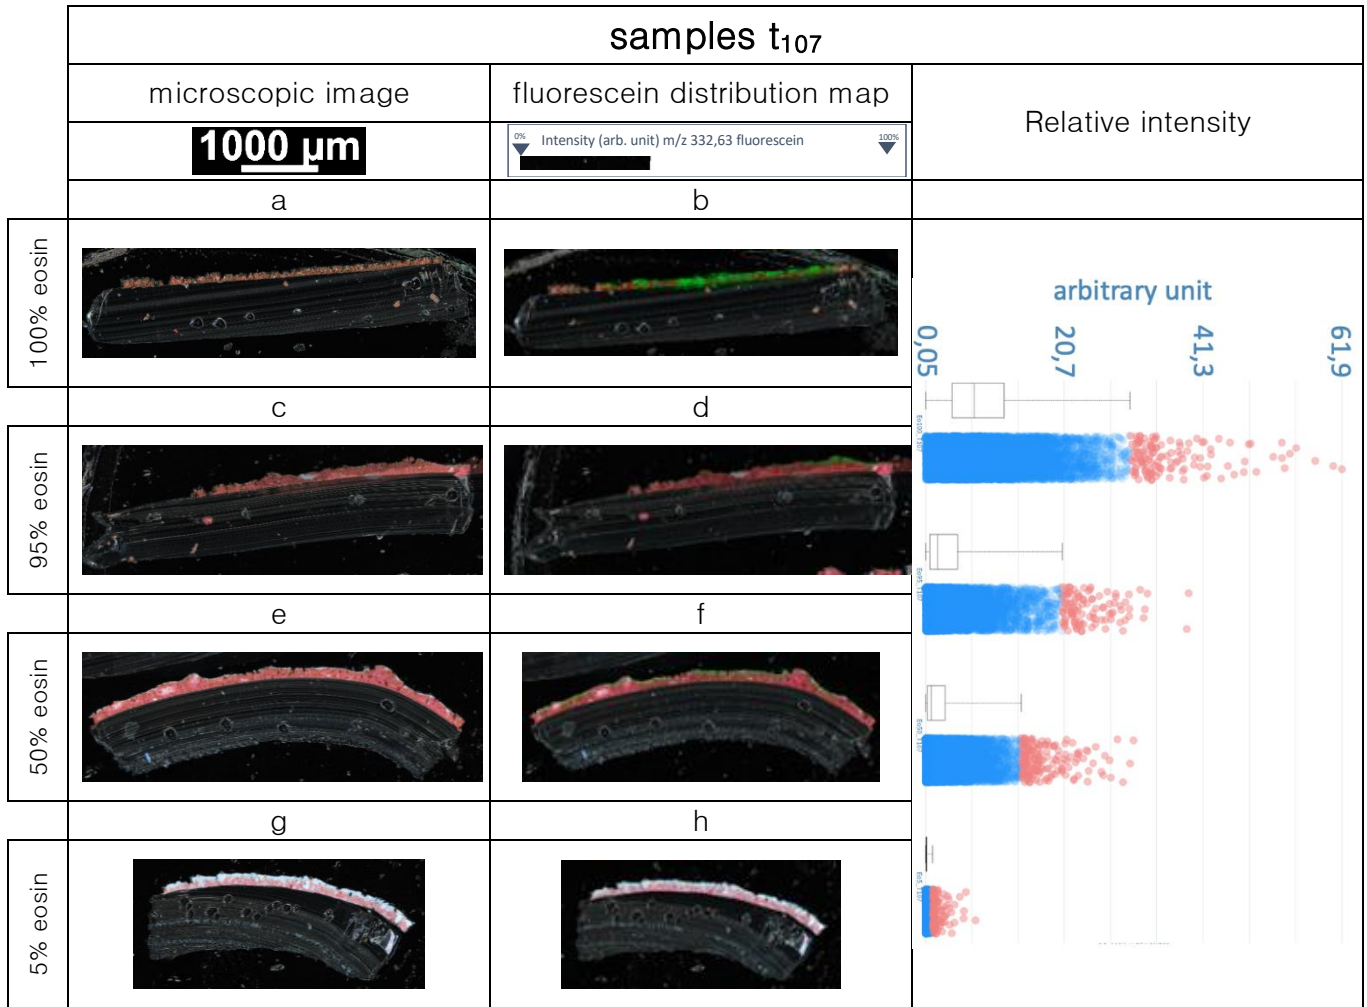 samples t₁₀₇
microscopic image
fluorescein distribution map
Relative intensity
1000 µm
0%
Intensity (arb. unit) m/z 332,63 fluorescein
100%
a
b
100% eosin
c
d
95% eosin
e
f
50% eosin
g
h
5% eosin
arbitrary unit
0,05
20,7
41,3
61,9